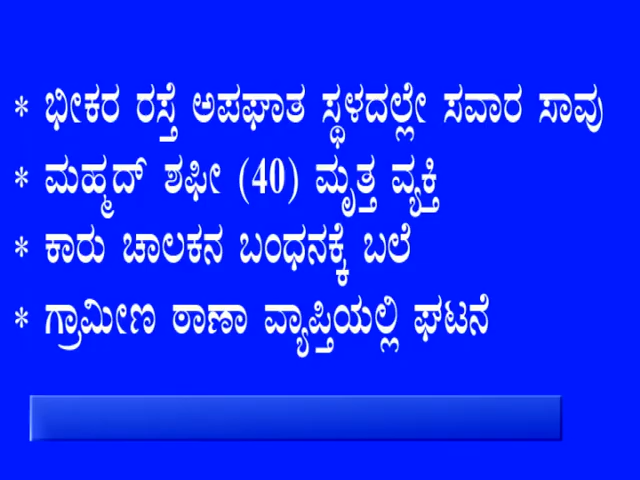 * ಭೀಕರ ರಸ್ತೆ ಅಪಘಾತ ಸ್ಥಳದಲ್ಲೇ ಸವಾರ ಸಾವು
* ಮಹ್ಮದ್ ಶಫೀ (40) ಮೃತ್ತ ವ್ಯಕ್ತಿ
* ಕಾರು ಚಾಲಕನ ಬಂಧನಕ್ಕೆ ಬಲೆ
* ಗ್ರಾಮೀಣ ಠಾಣಾ ವ್ಯಾಪ್ತಿಯಲ್ಲಿ ಘಟನೆ